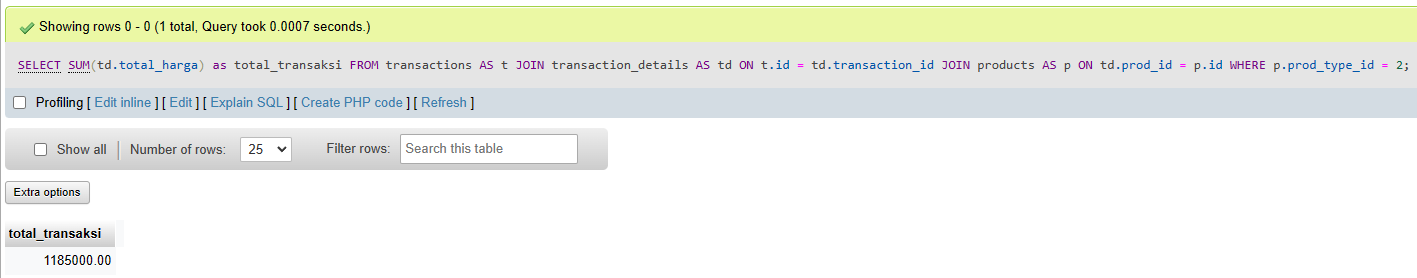 Showing rows 0 - 0 (1 total, Query took 0.0007 seconds.)
SELECT SUM(td.total_harga) as total_transaksi FROM transactions AS t JOIN transaction_details AS td ON t.id = td.transaction_id JOIN products AS p ON td.prod_id = p.id WHERE p.prod_type_id = 2;
Profiling [ Edit inline ] [ Edit ] [ Explain SQL ] [ Create PHP code ] [ Refresh ]
Show all Number of rows: 25 Filter rows: Search this table
Extra options
total_transaksi
1185000.00